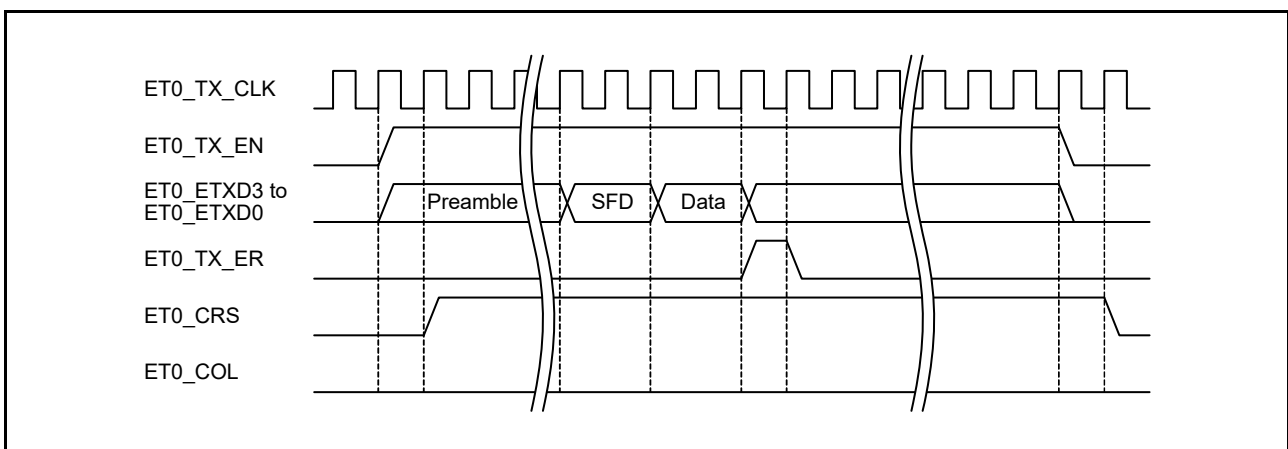 ET0_TX_CLK
ET0_TX_EN
ET0_ETXD3 to
ET0_ETXD0
Preamble SFD Data
ET0_TX_ER
ET0_CRS
ET0_COL